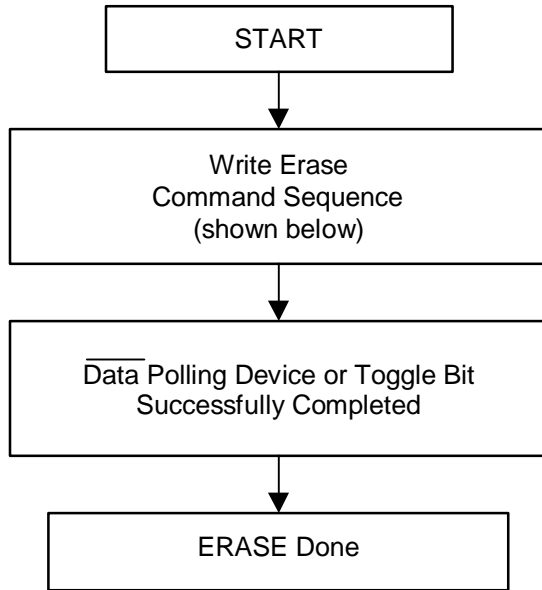 START
Write Erase
Command Sequence
(shown below)
Data Polling Device or Toggle Bit
Successfully Completed
ERASE Done